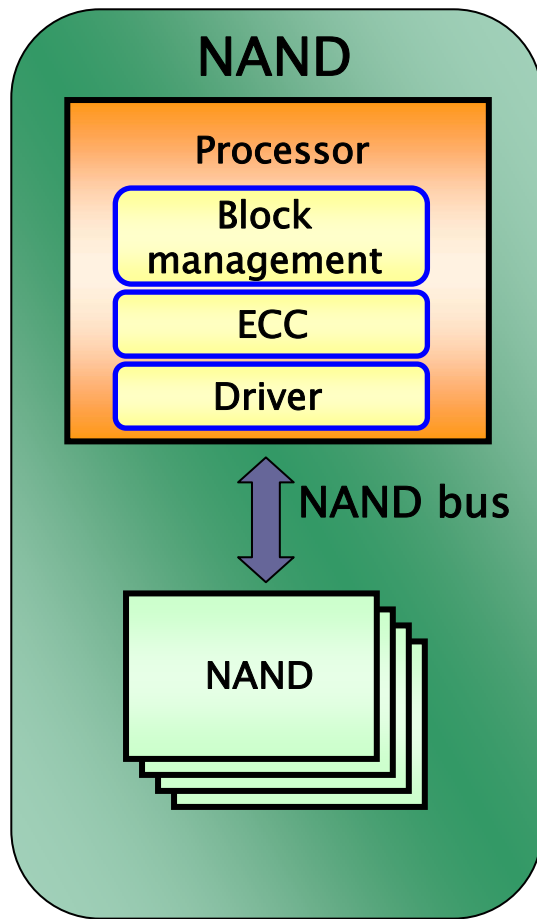 NAND
Processor
Block
management
ECC
Driver
NAND bus
NAND